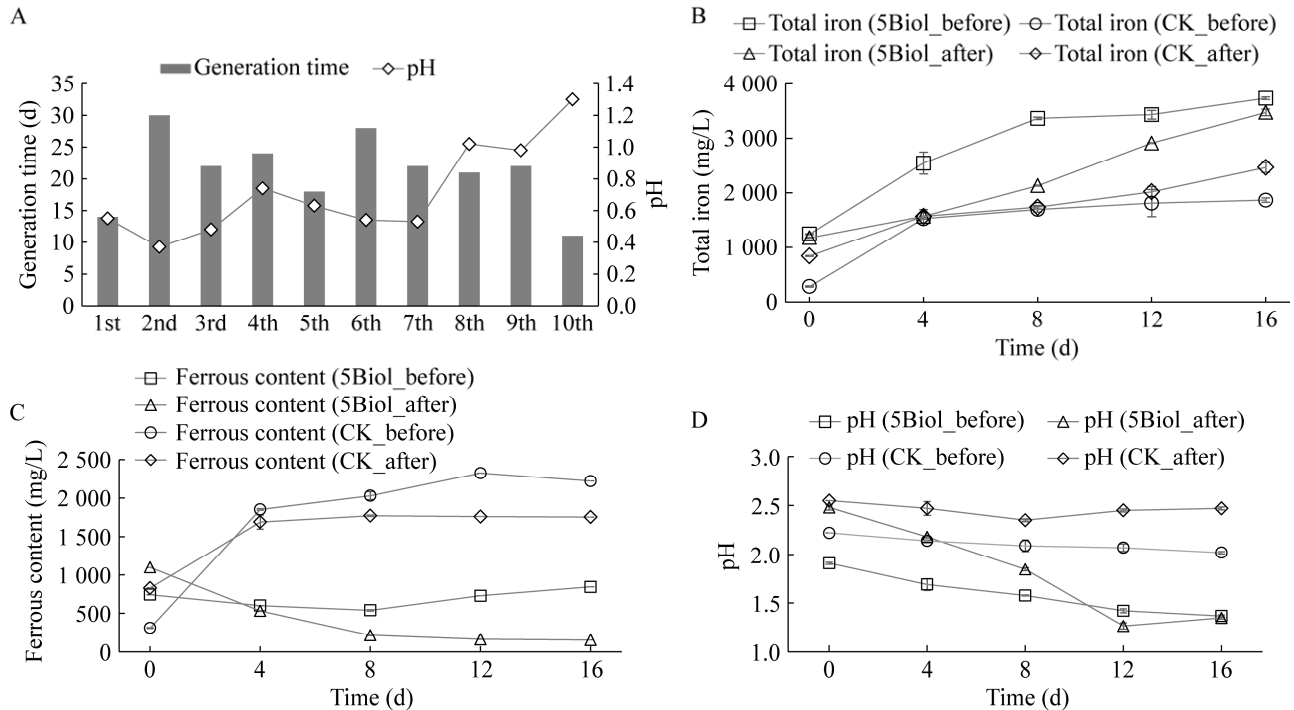 A
Generation time pH
Generation time (d)
35
30
25
20
15
10
5
0
1.4
1.2
1.0
0.8
0.6
0.4
0.2
0.0
pH
1st 2nd 3rd 4th 5th 6th 7th 8th 9th 10th
B
Total iron (5Biol_before) Total iron (CK_before)
Total iron (5Biol_after) Total iron (CK_after)
Total iron (mg/L)
4 000
3 000
2 000
1 000
0
0 4 8 12 16
Time (d)
C
Ferrous content (5Biol_before)
Ferrous content (5Biol_after)
Ferrous content (CK_before)
Ferrous content (CK_after)
Ferrous content (mg/L)
2 500
2 000
1 500
1 000
500
0
0 4 8 12 16
Time (d)
D
pH (5Biol_before) pH (5Biol_after)
pH (CK_before) pH (CK_after)
pH
3.0
2.5
2.0
1.5
1.0
0 4 8 12 16
Time (d)